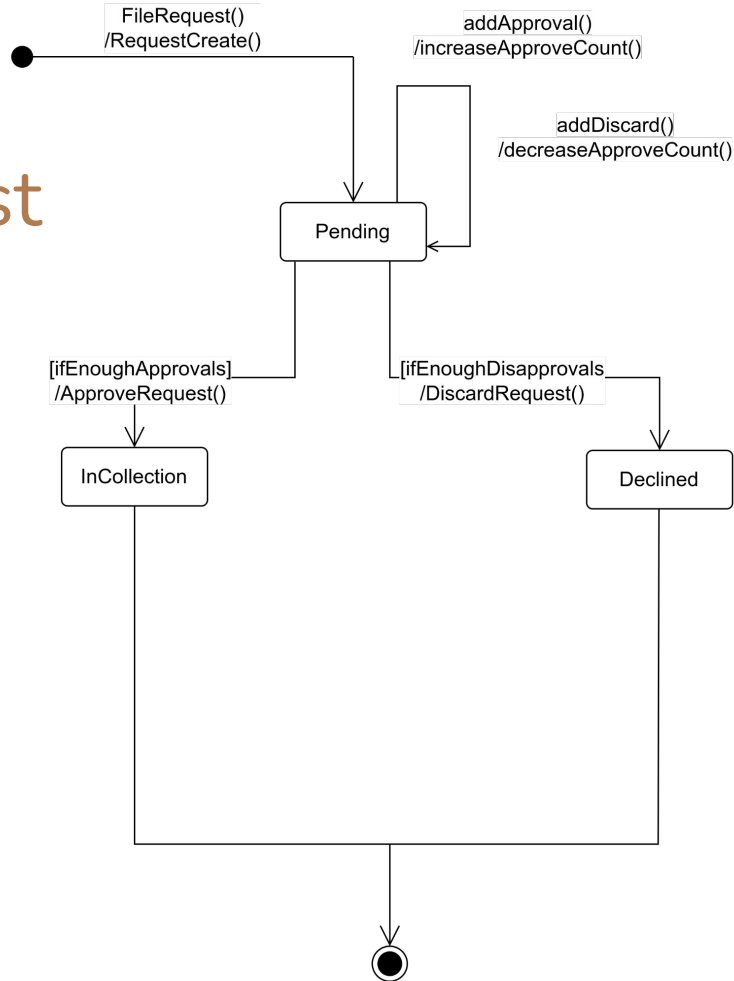 FileRequest()
/RequestCreate()
addApproval()
/increaseApproveCount()
addDiscard()
/decreaseApproveCount()
st
Pending
[ifEnoughApprovals]
/ApproveRequest()
[ifEnoughDisapprovals
/DiscardRequest()
InCollection
Declined